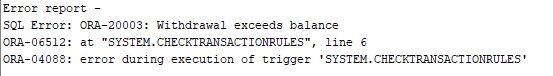 Error report -
SQL Error: ORA-20003: Withdrawal exceeds balance
ORA-06512: at "SYSTEM.CHECKTRANSACTIONRULES", line 6
ORA-04088: error during execution of trigger 'SYSTEM.CHECKTRANSACTIONRULES'